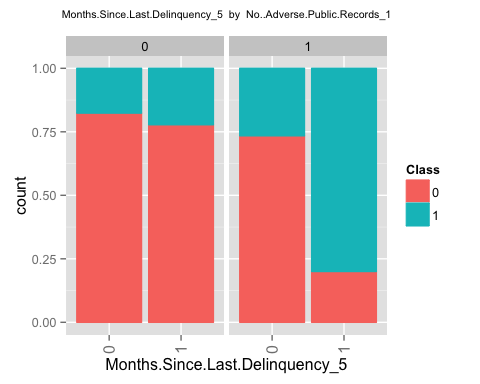 Months.Since.Last.Delinquency_5 by No..Adverse.Public.Records_1
0 1
1.00
0.75
0.50
0.25
0.00
count
0 1 0 1
Months.Since.Last.Delinquency_5
Class
0
1